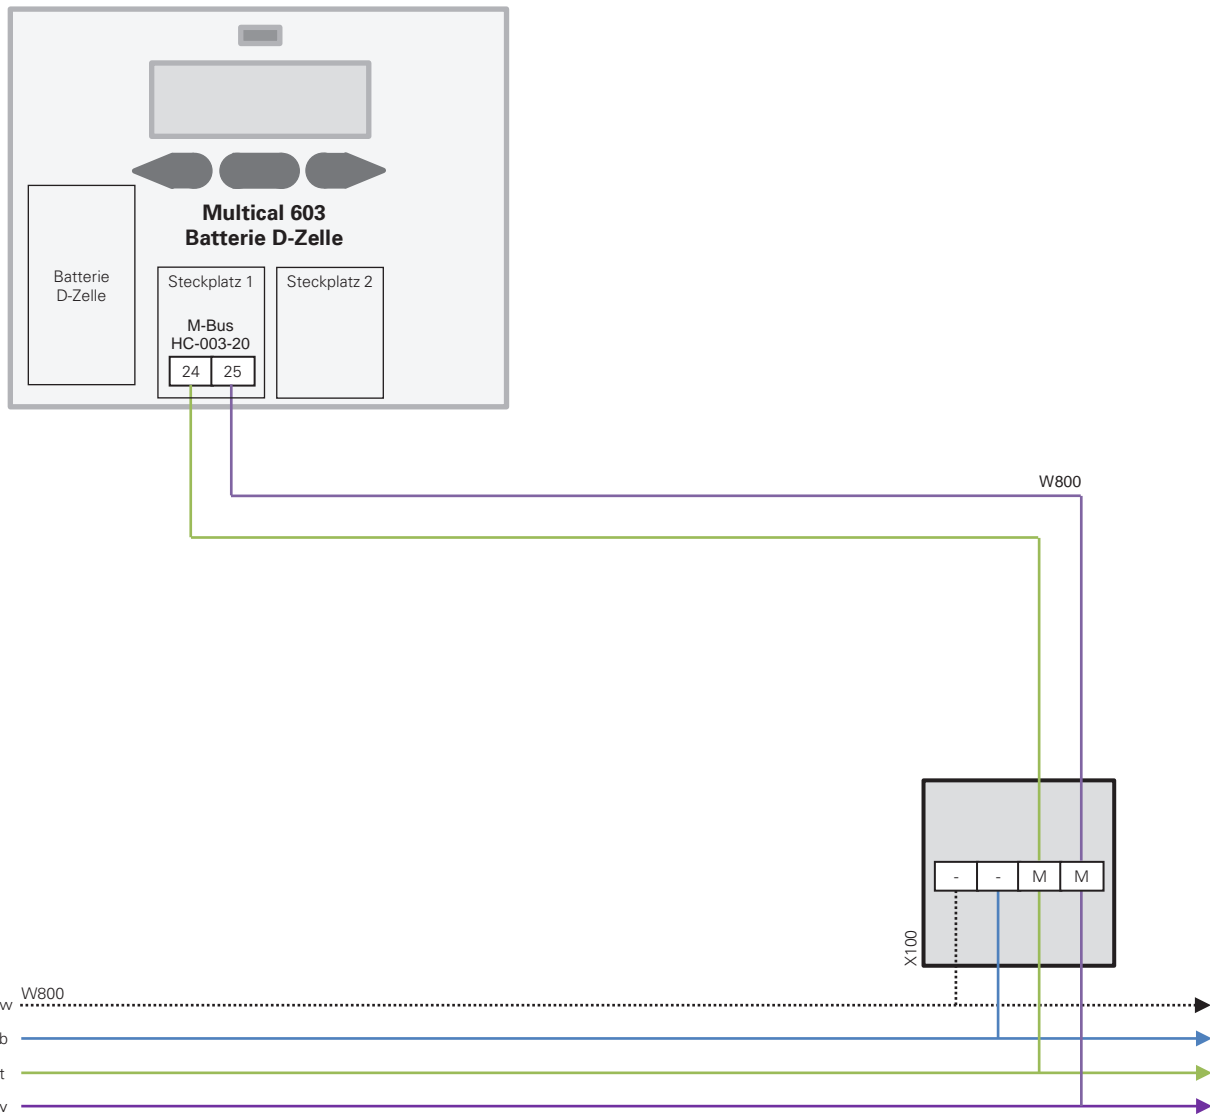 Multical 603
Batterie D-Zelle
Batterie
D-Zelle
Steckplatz 1
Steckplatz 2
M-Bus
HC-003-20
24 25
W800
- - M M
X100
W800
w
b
t
v